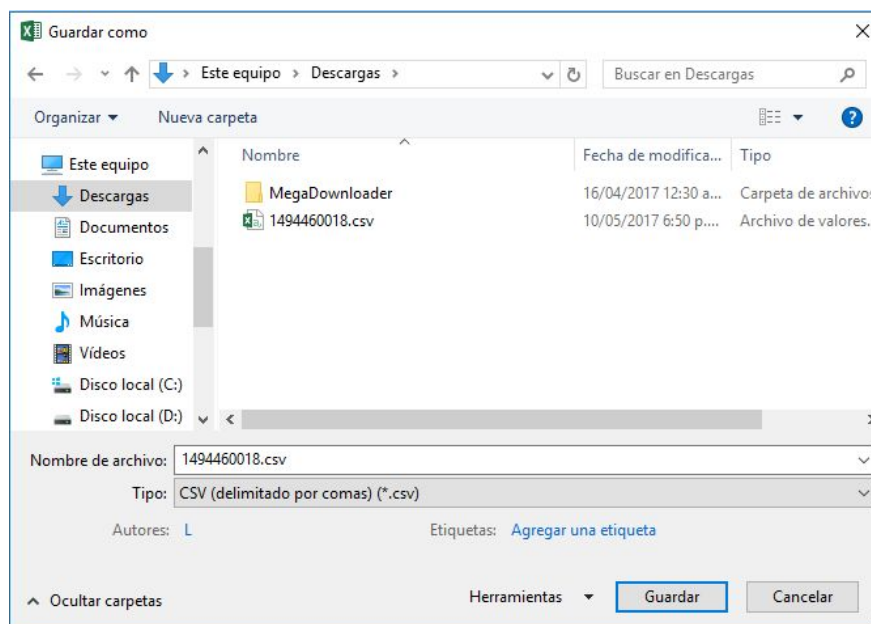 Guardar como
Este equipo > Descargas >
Buscar en Descargas
Organizar
Nueva carpeta
Nombre
Fecha de modifica...
Tipo
Este equipo
Descargas
Documentos
Escritorio
Imágenes
Música
Vídeos
Disco local (C:)
Disco local (D:)
MegaDownloader
16/04/2017 12:30 a...
Carpeta de archivos
1494460018.csv
10/05/2017 6:50 p....
Archivo de valores.
Nombre de archivo: 1494460018.csv
Tipo: CSV (delimitado por comas) (*.csv)
Autores: L
Etiquetas: Agregar una etiqueta
Ocultar carpetas
Herramientas
Guardar
Cancelar